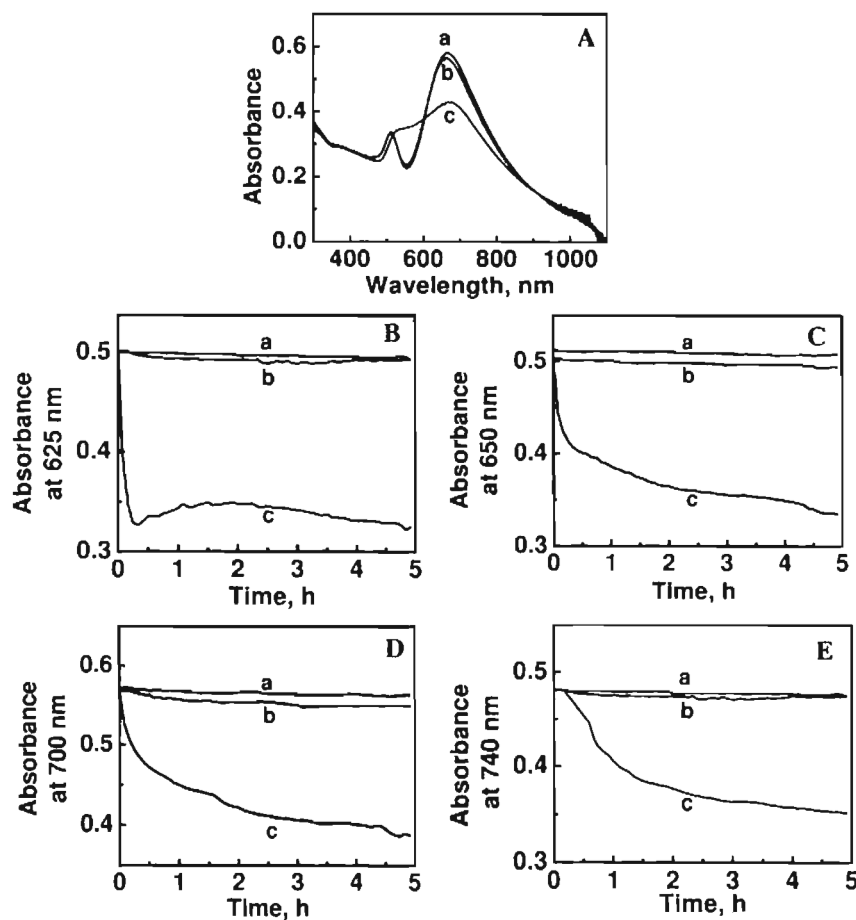 A
a
b
c
0.6
0.4
0.2
0.0
Absorbance
400 600 800 1000
Wavelength, nm
B
a
b
c
0.5
0.4
0.3
Absorbance
at 625 nm
0 1 2 3 4 5
Time, h
C
a
b
c
0.5
0.4
0.3
Absorbance
at 650 nm
0 1 2 3 4 5
Time, h
D
a
b
c
0.6
0.5
0.4
Absorbance
at 700 nm
0 1 2 3 4 5
Time, h
E
a
b
c
0.5
0.4
0.3
Absorbance
at 740 nm
0 1 2 3 4 5
Time, h